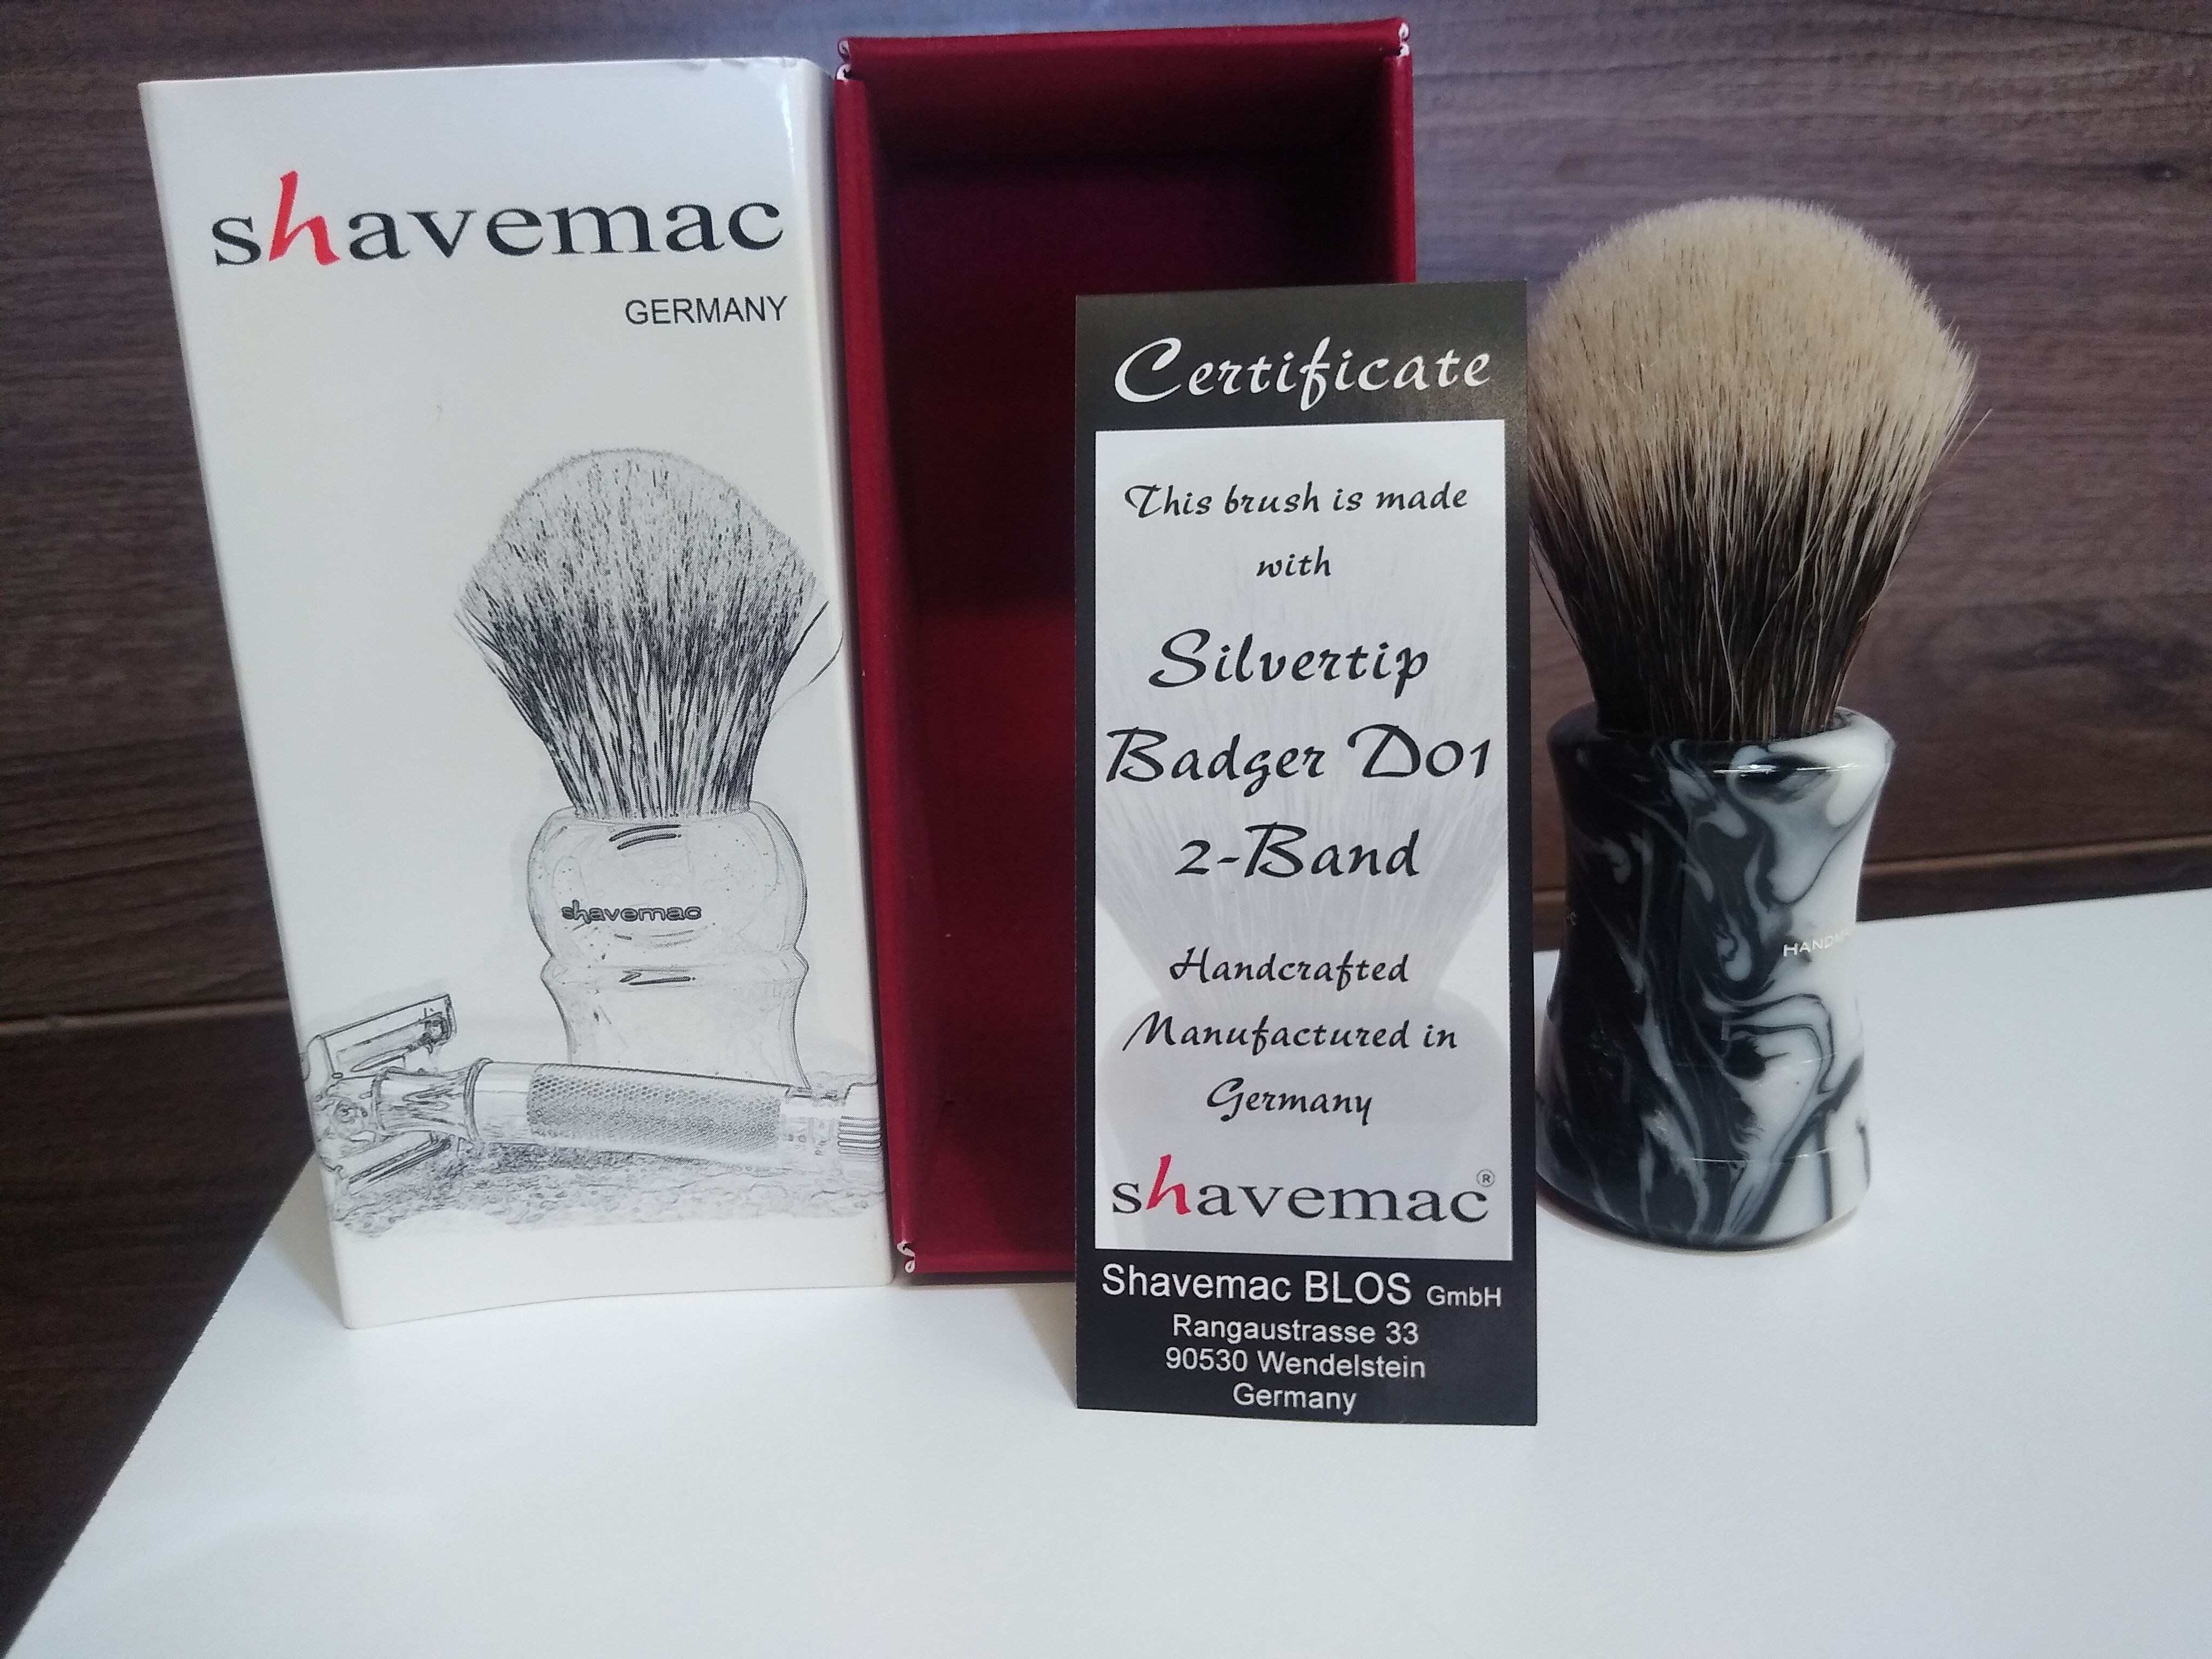 shavemac
GERMANY
shavemac
Certificate
This brush is made
with
Silvertip
Badger D01
2-Band
Handcrafted
Manufactured in
Germany
shavemac®
Shavemac BLOS GmbH
Rangaustrasse 33
90530 Wendelstein
Germany